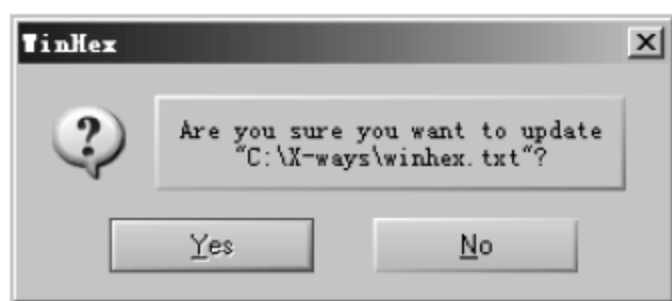 WinHex
Are you sure you want to update
"C:\X-ways\winhex.txt"?
Yes
No